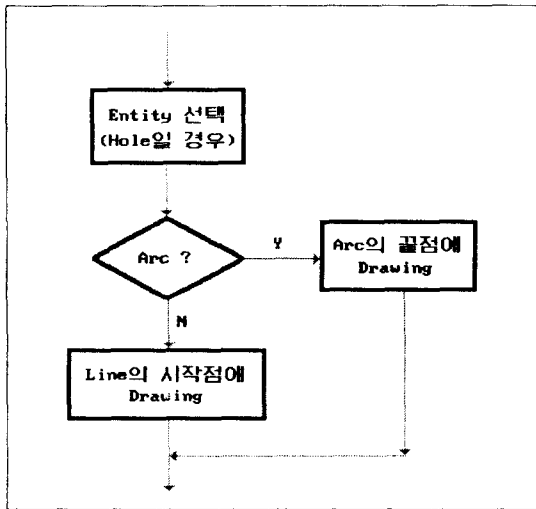 Entity 선택
(Hole일 경우)
Arc ?
Y
Arc의 끝점에
Drawing
N
Line의 시작점에
Drawing